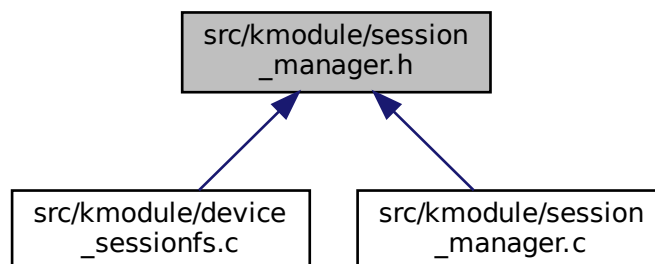 src/kmodule/session
_manager.h
src/kmodule/device
_sessionfs.c
src/kmodule/session
_manager.c